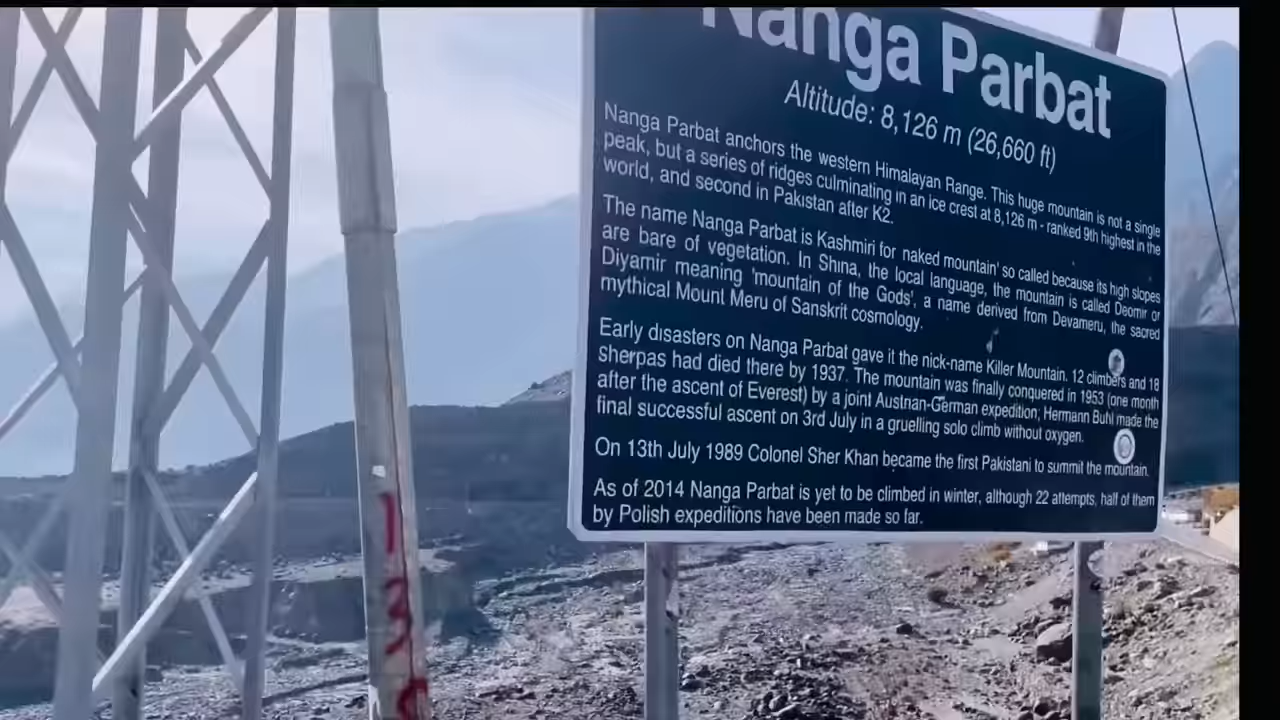 Nanga Parbat
Altitude: 8,126 m (26,660 ft)
Nanga Parbat anchors the western Himalayan Range. This huge mountain is not a single
peak, but a series of ridges culminating in an ice crest at 8,126 m - ranked 9th highest in the
world, and second in Pakistan after K2.
The name Nanga Parbat is Kashmiri for 'naked mountain' so called because its high slopes
are bare of vegetation. In Shina, the local language, the mountain is called Deomir or
Diyamir meaning 'mountain of the Gods', a name derived from Devameru, the sacred
mythical Mount Meru of Sanskrit cosmology.
Early disasters on Nanga Parbat gave it the nick-name Killer Mountain. 12 climbers and 18
Sherpas had died there by 1937. The mountain was finally conquered in 1953 (one month
after the ascent of Everest) by a joint Austrian-German expedition; Hermann Buhl made the
final successful ascent on 3rd July in a gruelling solo climb without oxygen.
On 13th July 1989 Colonel Sher Khan became the first Pakistani to summit the mountain.
As of 2014 Nanga Parbat is yet to be climbed in winter, although 22 attempts, half of them
by Polish expeditions have been made so far.